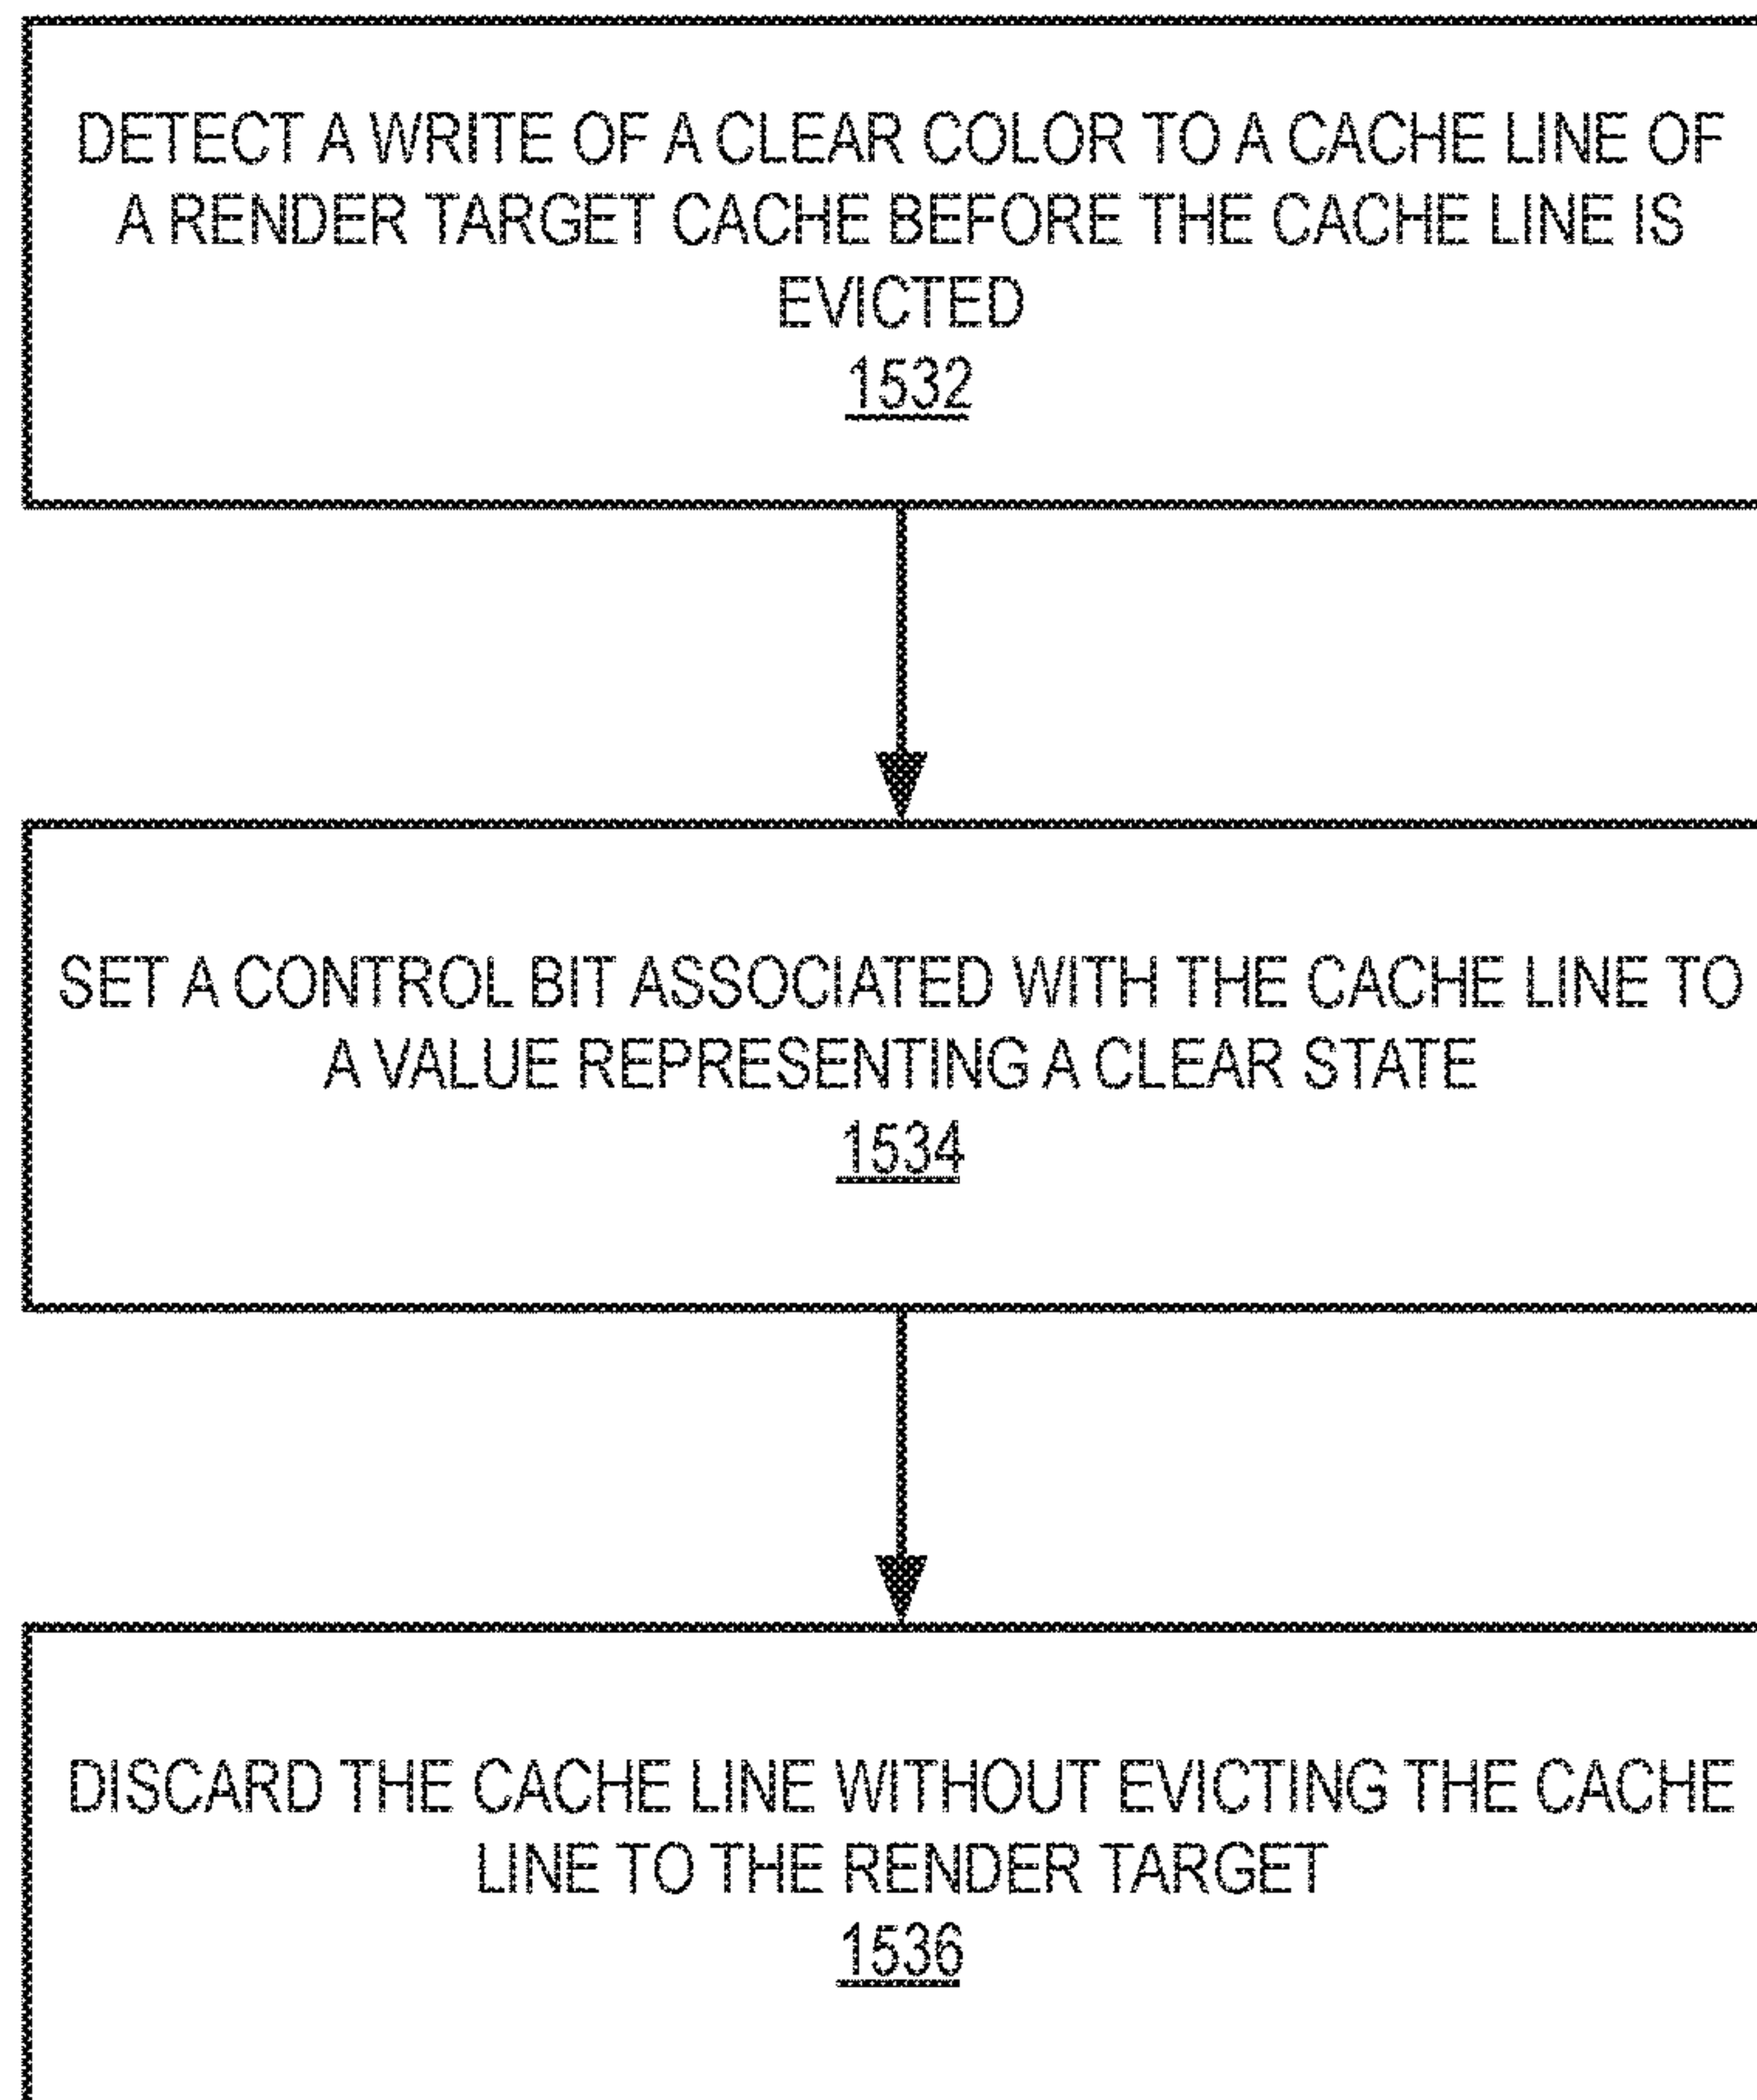 DETECT A WRITE OF A CLEAR COLOR TO A CACHE LINE OF
A RENDER TARGET CACHE BEFORE THE CACHE LINE IS
EVICTED
1532
SET A CONTROL BIT ASSOCIATED WITH THE CACHE LINE TO
A VALUE REPRESENTING A CLEAR STATE
1534
DISCARD THE CACHE LINE WITHOUT EVICTING THE CACHE
LINE TO THE RENDER TARGET
1536